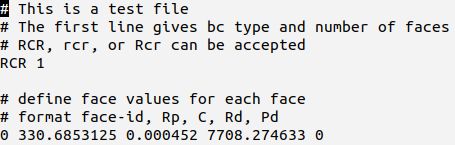 # This is a test file
# The first line gives bc type and number of faces
# RCR, rcr, or Rcr can be accepted
RCR 1

# define face values for each face
# format face-id, Rp, C, Rd, Pd
0 330.6853125 0.000452 7708.274633 0